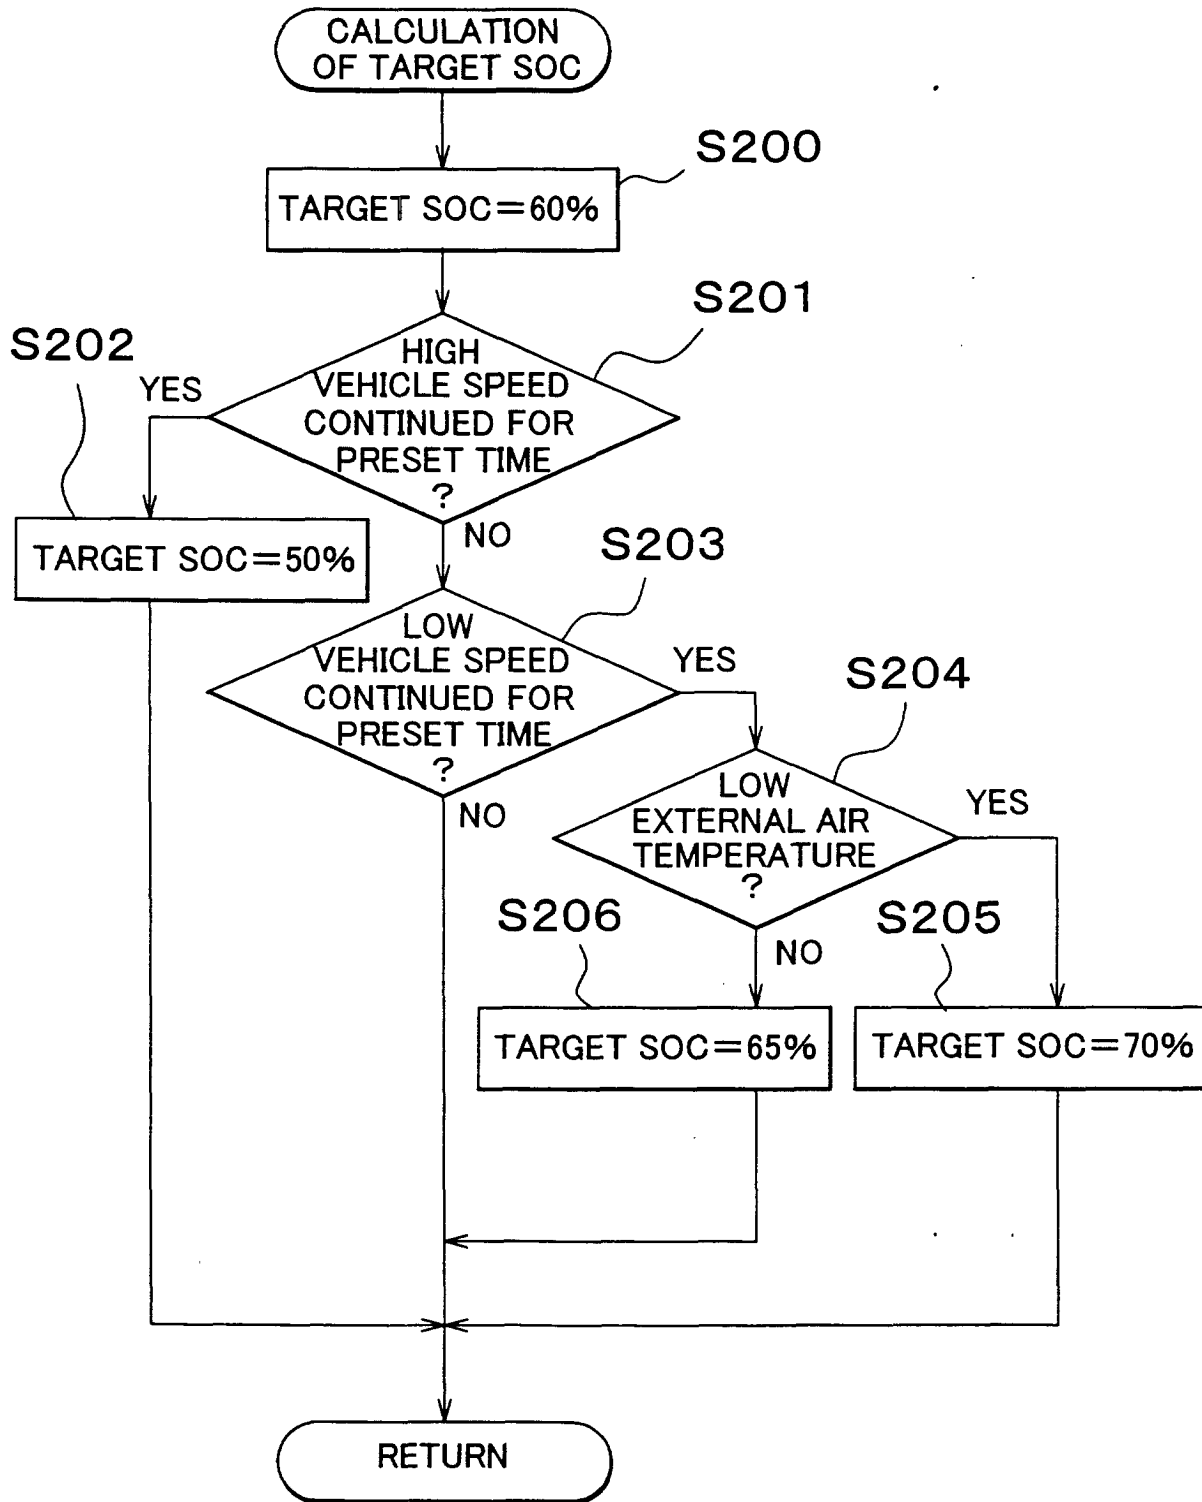 CALCULATION
OF TARGET SOC
S200
TARGET SOC=60%
S201
HIGH
VEHICLE SPEED
CONTINUED FOR
PRESET TIME
?
YES
NO
S202
TARGET SOC=50%
S203
LOW
VEHICLE SPEED
CONTINUED FOR
PRESET TIME
?
YES
NO
S204
LOW
EXTERNAL AIR
TEMPERATURE
?
YES
NO
S206
TARGET SOC=65%
S205
TARGET SOC=70%
RETURN